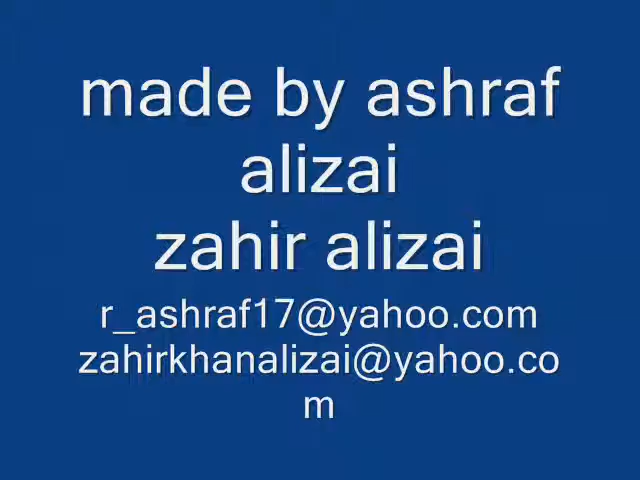 made by ashraf
alizai
zahir alizai
r_ashraf17@yahoo.com
zahirkhanalizai@yahoo.co
m